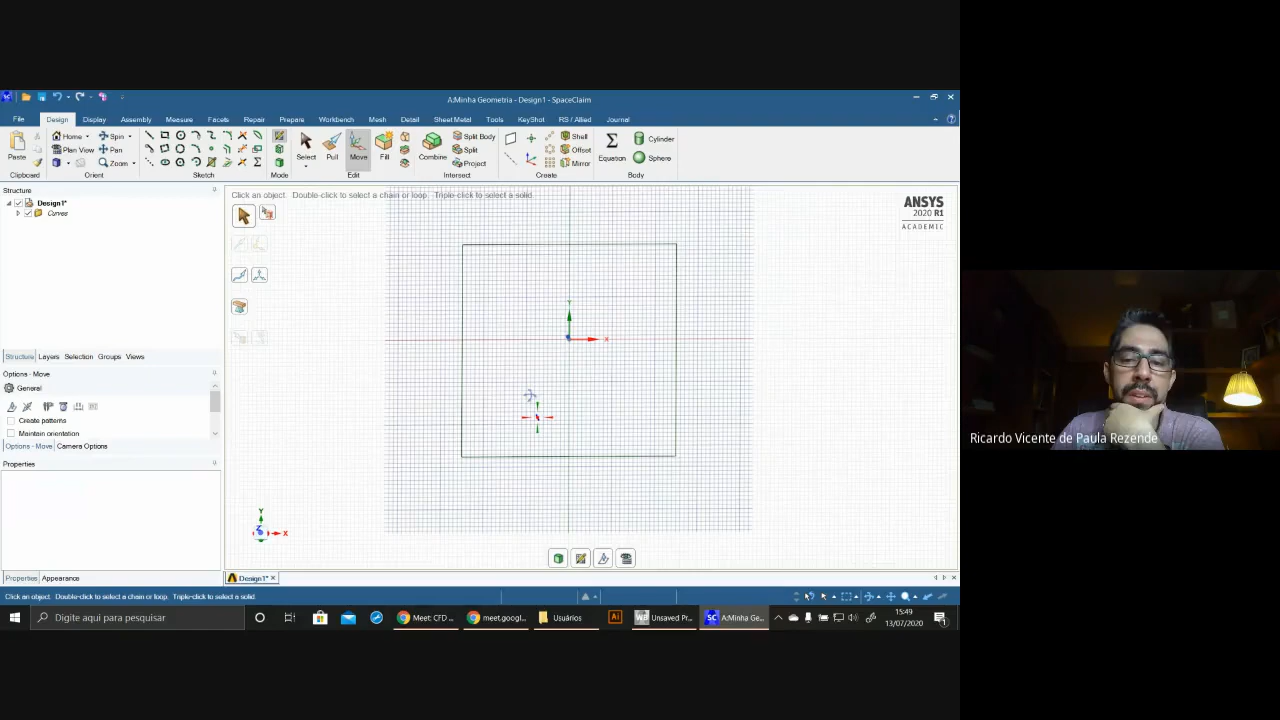 A:Minha Geometria - Design1 - SpaceClaim
File Design Display Assembly Measure Facets Repair Prepare Workbench Mesh Detail Sheet Metal Tools KeyShot RS / Allied Journal
Home Spin
Plan View Pan
Zoom
Paste
Select Pull Move Fill
Combine
Split Body
Split
Project
Shell
Offset
Mirror
Equation
Cylinder
Sphere
Clipboard Orient Sketch Mode Edit Intersect Create Body
Structure
Design1*
Curves
Click an object. Double-click to select a chain or loop. Triple-click to select a solid.
ANSYS
2020 R1
ACADEMIC
Y
X
Structure Layers Selection Groups Views
Options - Move
General
Create patterns
Maintain orientation
Options - Move Camera Options
Properties
Y
Z
X
Properties Appearance
Design1*
Click an object. Double-click to select a chain or loop. Triple-click to select a solid.
Digite aqui para pesquisar
Meet: CFD ...
meet.googl...
Usuários
Ai
WB Unsaved Pr...
SC A:Minha Ge...
15:49
13/07/2020
1
Ricardo Vicente de Paula Rezende